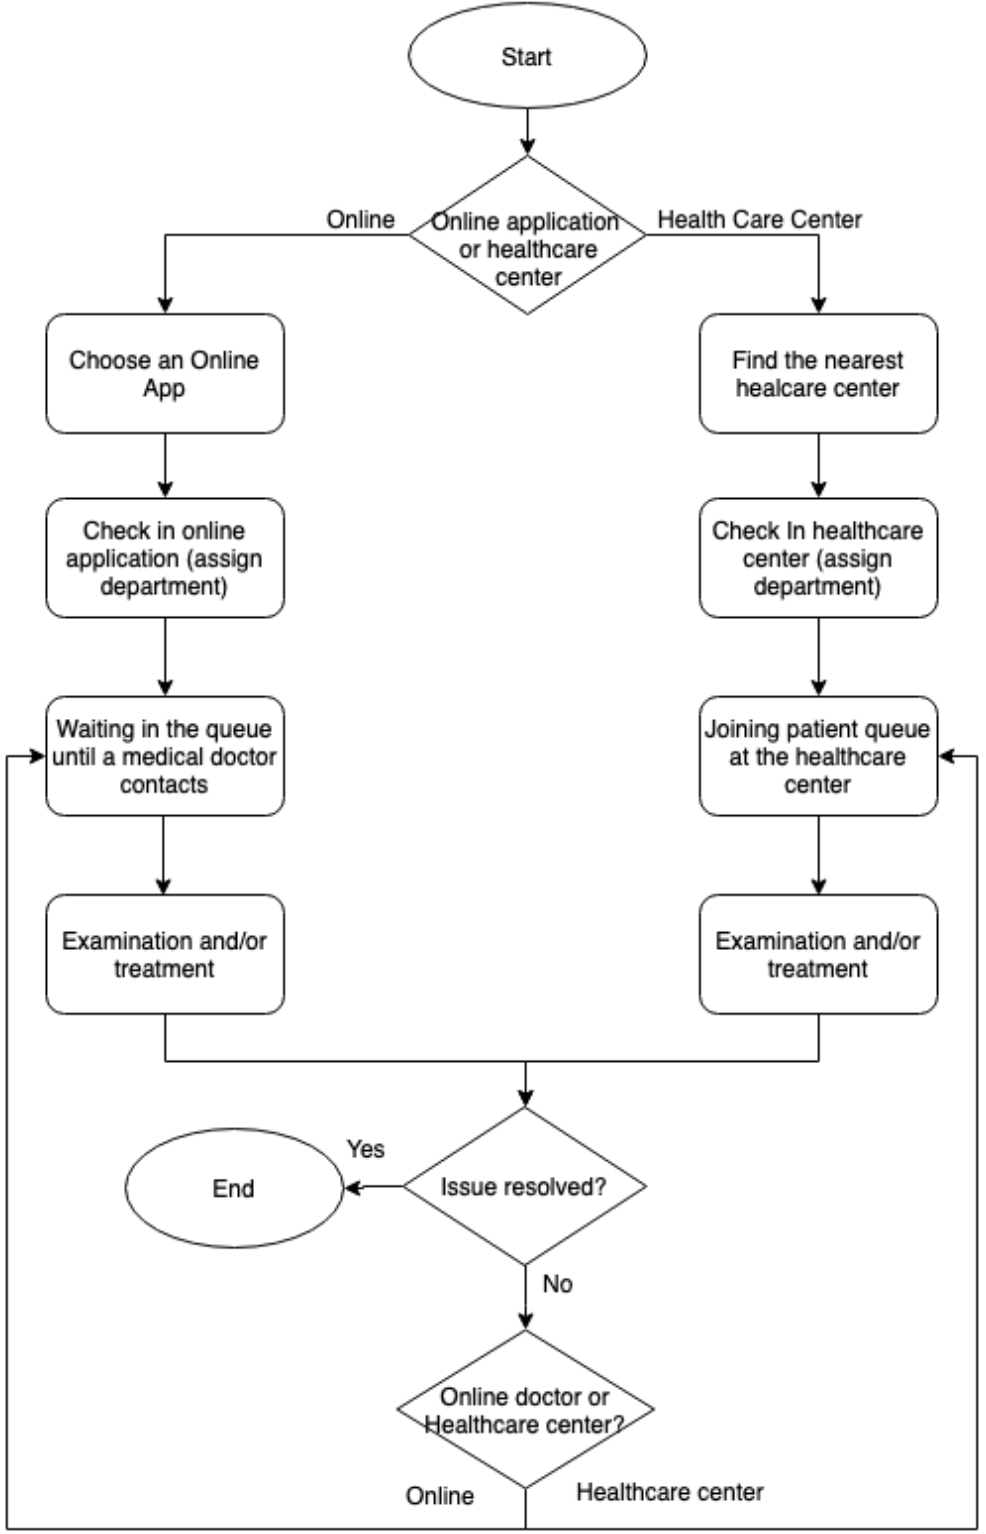 Start
Online
Online application
or healthcare
center
Health Care Center
Choose an Online
App
Find the nearest
healcare center
Check in online
application (assign
department)
Check In healthcare
center (assign
department)
Waiting in the queue
until a medical doctor
contacts
Joining patient queue
at the healthcare
center
Examination and/or
treatment
Examination and/or
treatment
Yes
End
Issue resolved?
No
Online doctor or
Healthcare center?
Online
Healthcare center